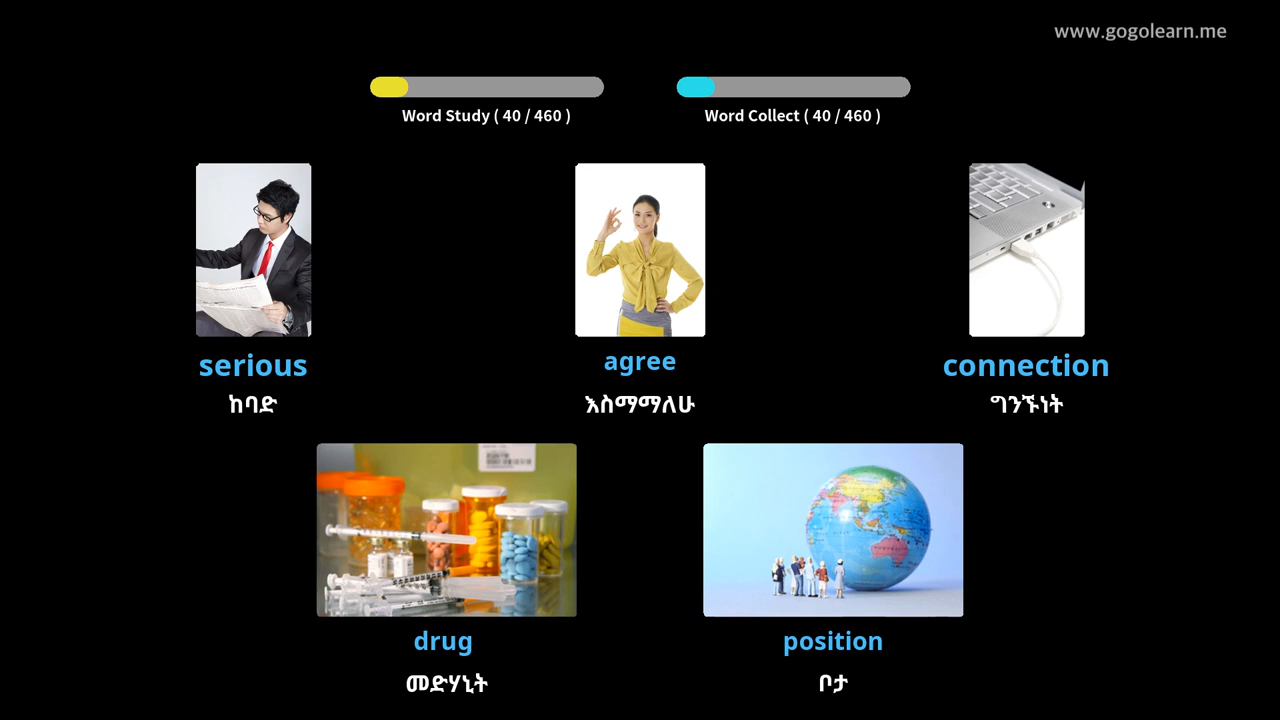 www.gogolearn.me
Word Study ( 40 / 460 )
Word Collect ( 40 / 460 )
serious
agree
connection
ከባድ
እስማማለሁ
ግንኙነት
drug
position
መድሃኒት
ቦታ